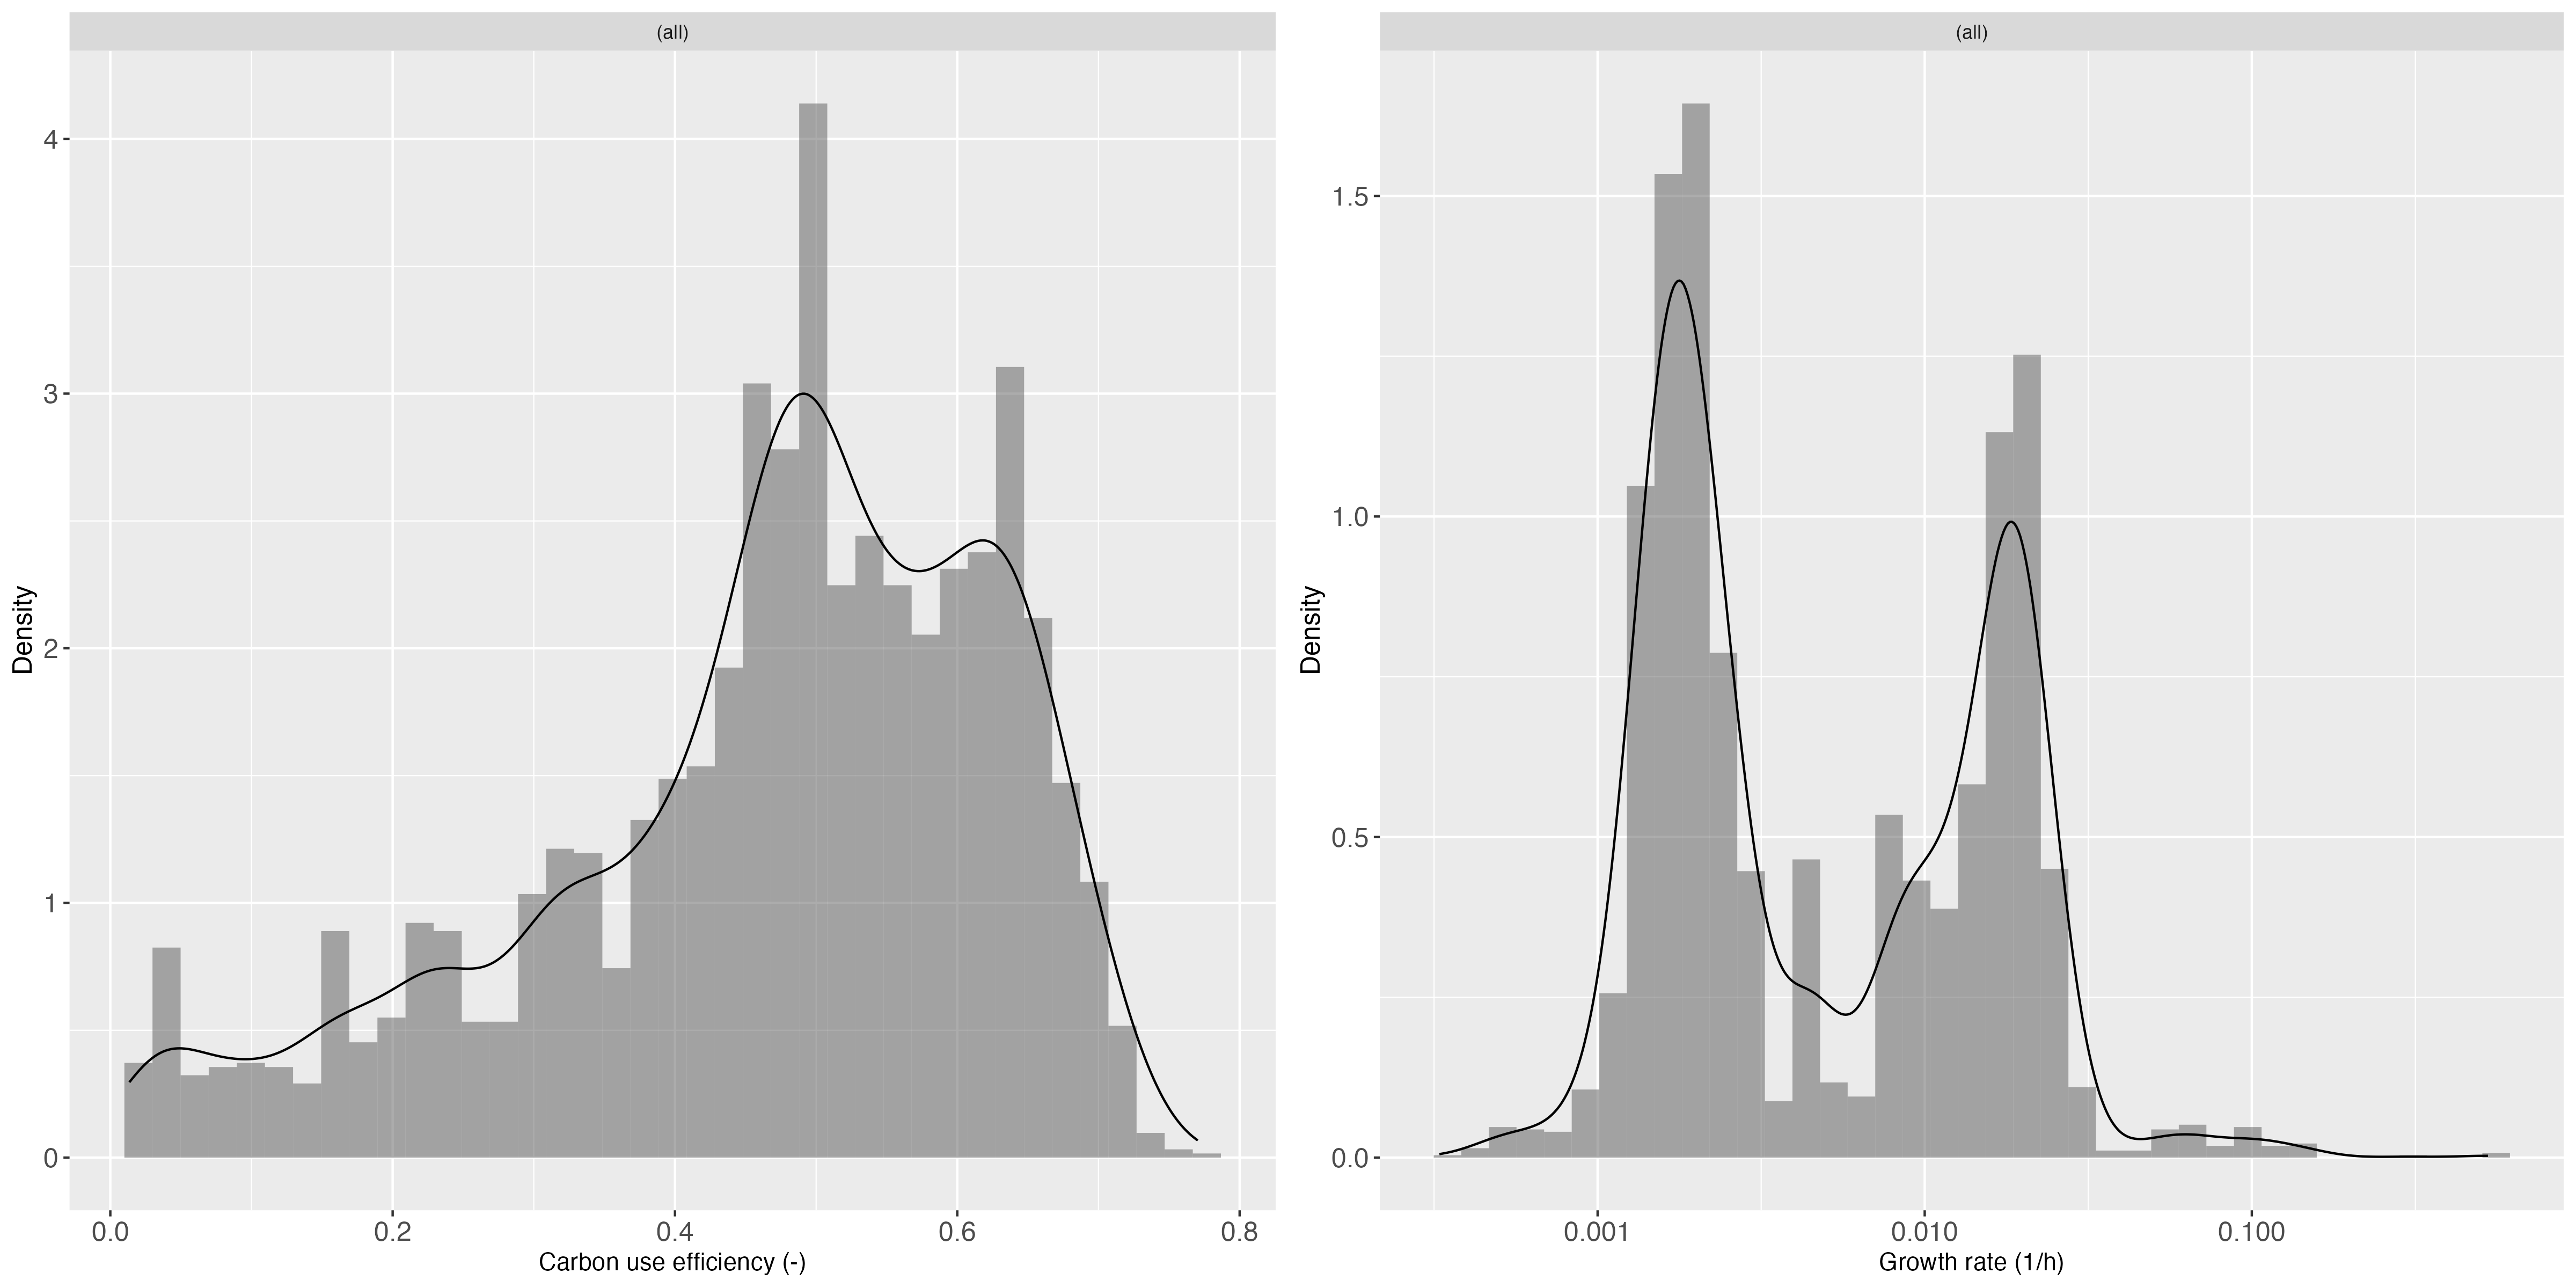 (all)
Density
4
3
2
1
0
0.0 0.2 0.4 0.6 0.8
Carbon use efficiency (-)
(all)
Density
1.5
1.0
0.5
0.0
0.001 0.010 0.100
Growth rate (1/h)